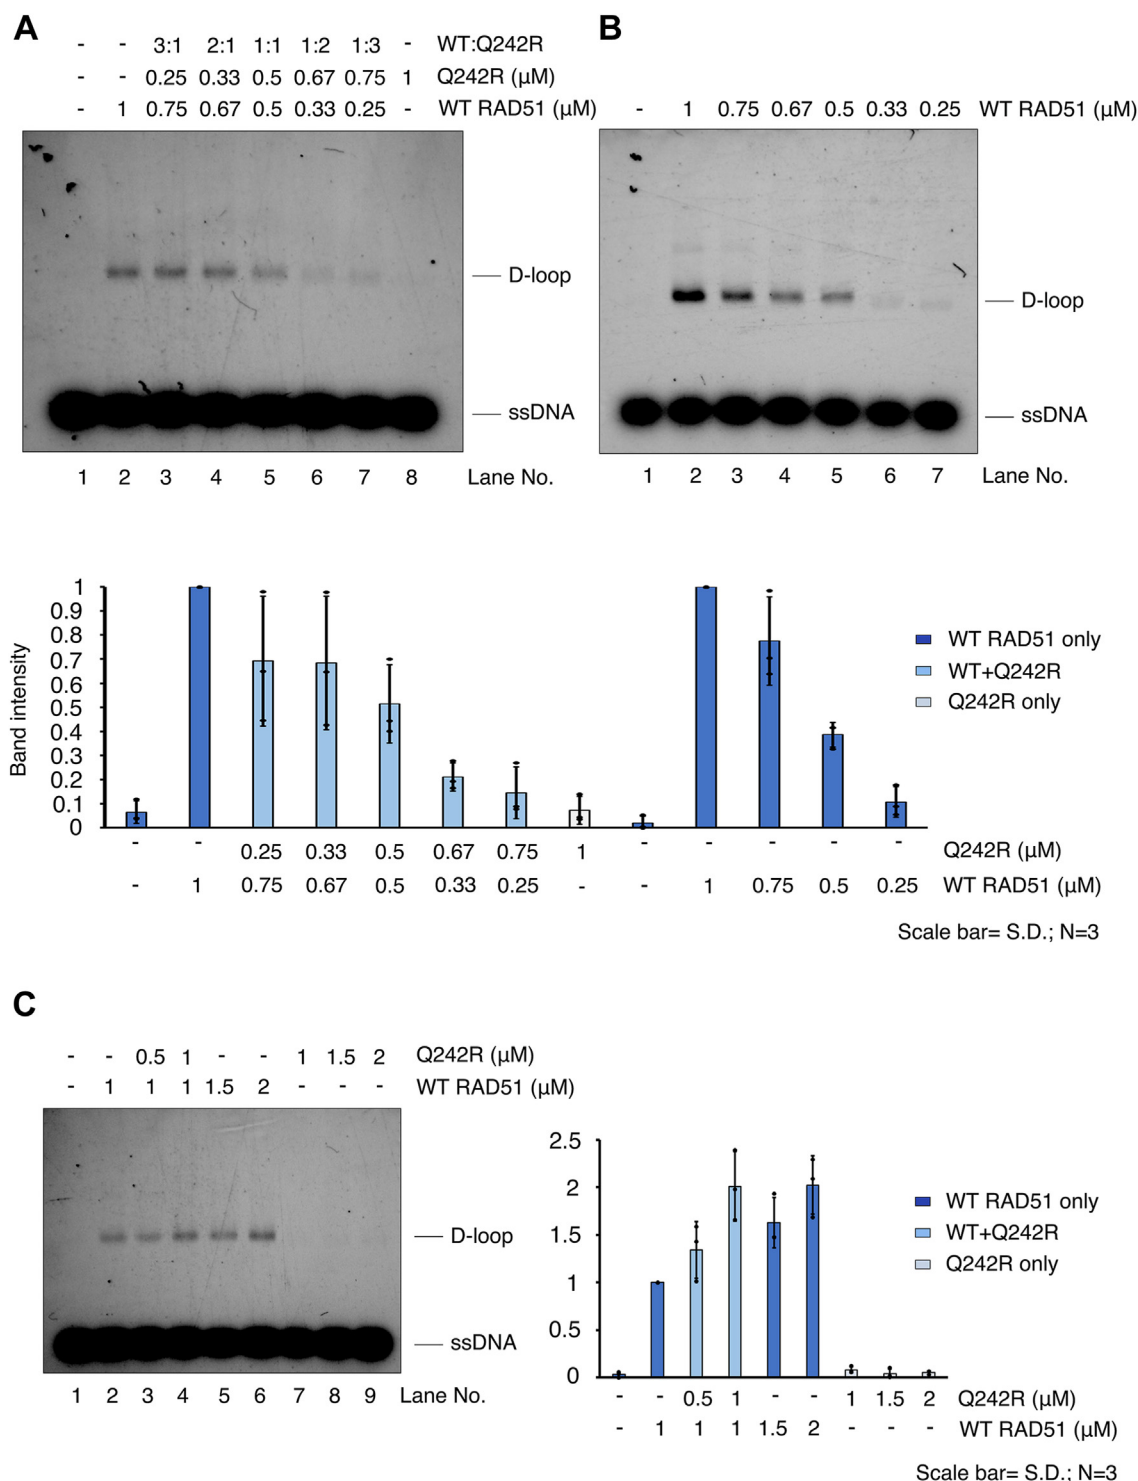 A
- - 3:1 2:1 1:1 1:2 1:3 - WT:Q242R
- - 0.25 0.33 0.5 0.67 0.75 1 Q242R (μM)
- 1 0.75 0.67 0.5 0.33 0.25 - WT RAD51 (μM)
D-loop
ssDNA
1 2 3 4 5 6 7 8 Lane No.
B
- 1 0.75 0.67 0.5 0.33 0.25 WT RAD51 (μM)
D-loop
ssDNA
1 2 3 4 5 6 7 Lane No.
Band intensity
1
0.9
0.8
0.7
0.6
0.5
0.4
0.3
0.2
0.1
0
WT RAD51 only
WT+Q242R
Q242R only
- - 0.25 0.33 0.5 0.67 0.75 1 - - - - - Q242R (μM)
- 1 0.75 0.67 0.5 0.33 0.25 - - 1 0.75 0.5 0.25 WT RAD51 (μM)
Scale bar= S.D.; N=3
C
- - 0.5 1 - - 1 1.5 2 Q242R (μM)
- 1 1 1 1.5 2 - - - WT RAD51 (μM)
D-loop
ssDNA
1 2 3 4 5 6 7 8 9 Lane No.
2.5
2
1.5
1
0.5
0
WT RAD51 only
WT+Q242R
Q242R only
- - 0.5 1 - - 1 1.5 2 Q242R (μM)
- 1 1 1 1.5 2 - - - WT RAD51 (μM)
Scale bar= S.D.; N=3